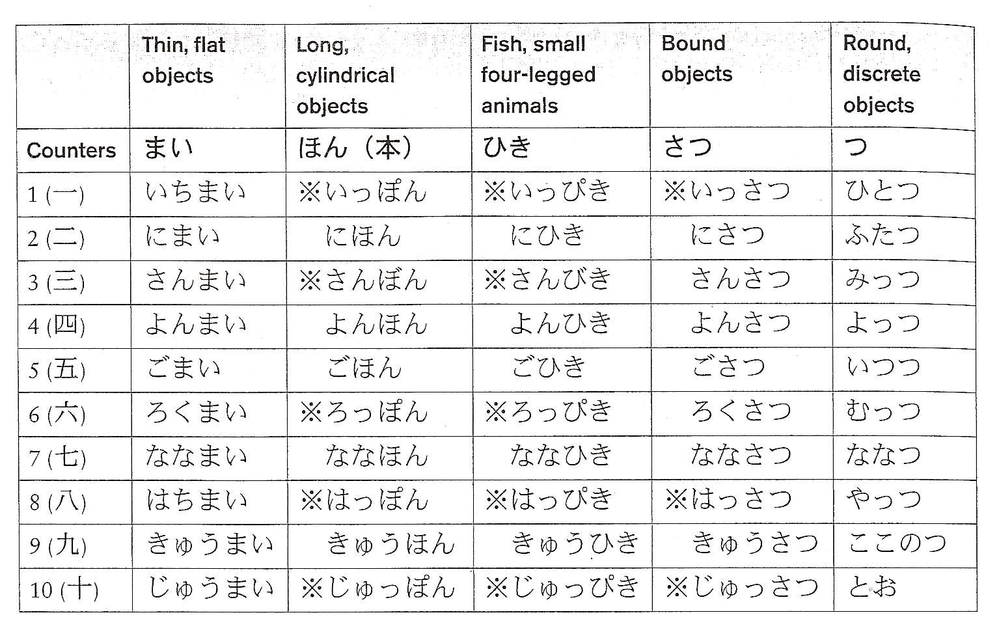 Thin, flat objects Long, cylindrical objects Fish, small four-legged animals Bound objects Round, discrete objects
Counters まい ほん（本） ひき さつ つ
1 (一) いちまい ※いっぽん ※いっぴき ※いっさつ ひとつ
2 (二) にまい にほん にひき にさつ ふたつ
3 (三) さんまい ※さんぼん ※さんびき さんさつ みっつ
4 (四) よんまい よんほん よんひき よんさつ よっつ
5 (五) ごまい ごほん ごひき ごさつ いつつ
6 (六) ろくまい ※ろっぽん ※ろっぴき ろくさつ むっつ
7 (七) ななまい ななほん ななひき ななさつ ななつ
8 (八) はちまい ※はっぽん ※はっぴき ※はっさつ やっつ
9 (九) きゅうまい きゅうほん きゅうひき きゅうさつ ここのつ
10 (十) じゅうまい ※じゅっぽん ※じゅっぴき ※じゅっさつ とお